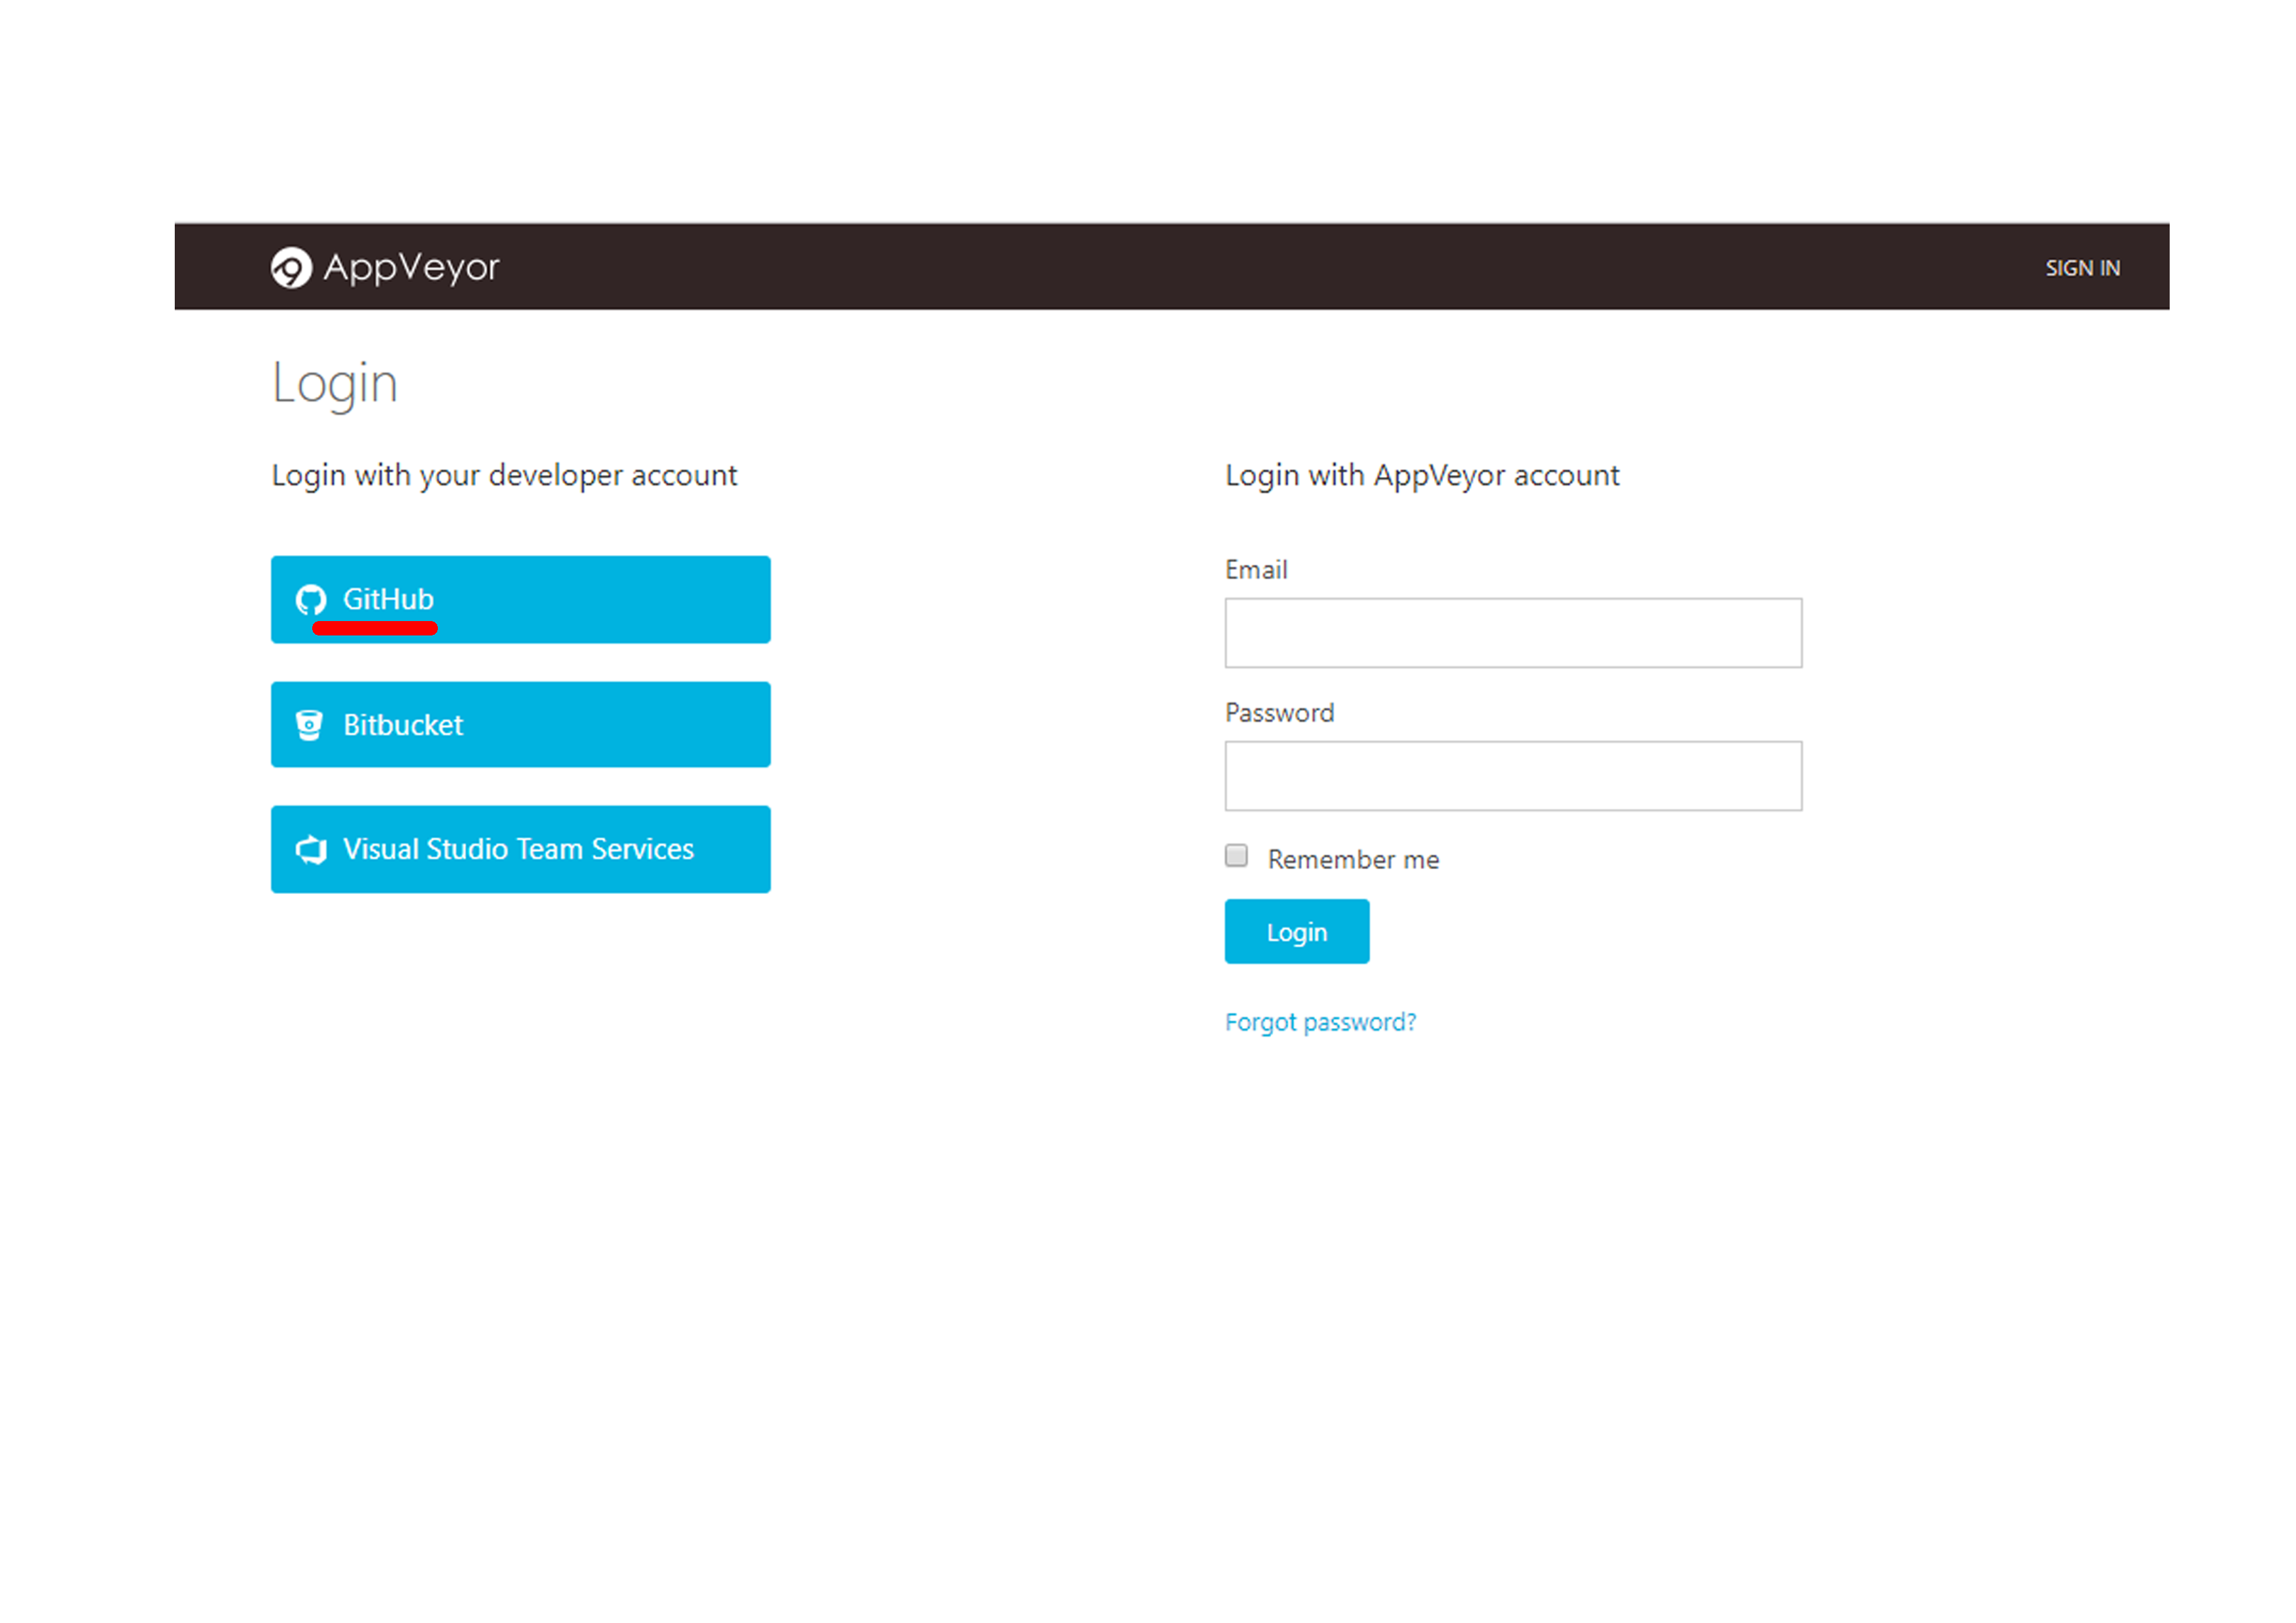 AppVeyor
SIGN IN
Login
Login with your developer account
GitHub
Bitbucket
Visual Studio Team Services
Login with AppVeyor account
Email
Password
Remember me
Login
Forgot password?